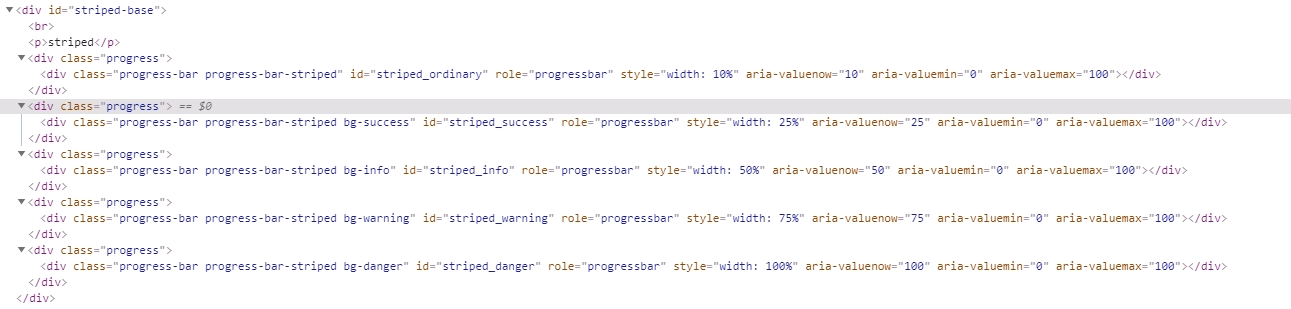 <div id="striped-base">
<br>
<p>striped</p>
<div class="progress">
<div class="progress-bar progress-bar-striped" id="striped_ordinary" role="progressbar" style="width: 10%" aria-valuenow="10" aria-valuemin="0" aria-valuemax="100"></div>
</div>
<div class="progress"> == $0
<div class="progress-bar progress-bar-striped bg-success" id="striped_success" role="progressbar" style="width: 25%" aria-valuenow="25" aria-valuemin="0" aria-valuemax="100"></div>
</div>
<div class="progress">
<div class="progress-bar progress-bar-striped bg-info" id="striped_info" role="progressbar" style="width: 50%" aria-valuenow="50" aria-valuemin="0" aria-valuemax="100"></div>
</div>
<div class="progress">
<div class="progress-bar progress-bar-striped bg-warning" id="striped_warning" role="progressbar" style="width: 75%" aria-valuenow="75" aria-valuemin="0" aria-valuemax="100"></div>
</div>
<div class="progress">
<div class="progress-bar progress-bar-striped bg-danger" id="striped_danger" role="progressbar" style="width: 100%" aria-valuenow="100" aria-valuemin="0" aria-valuemax="100"></div>
</div>
</div>